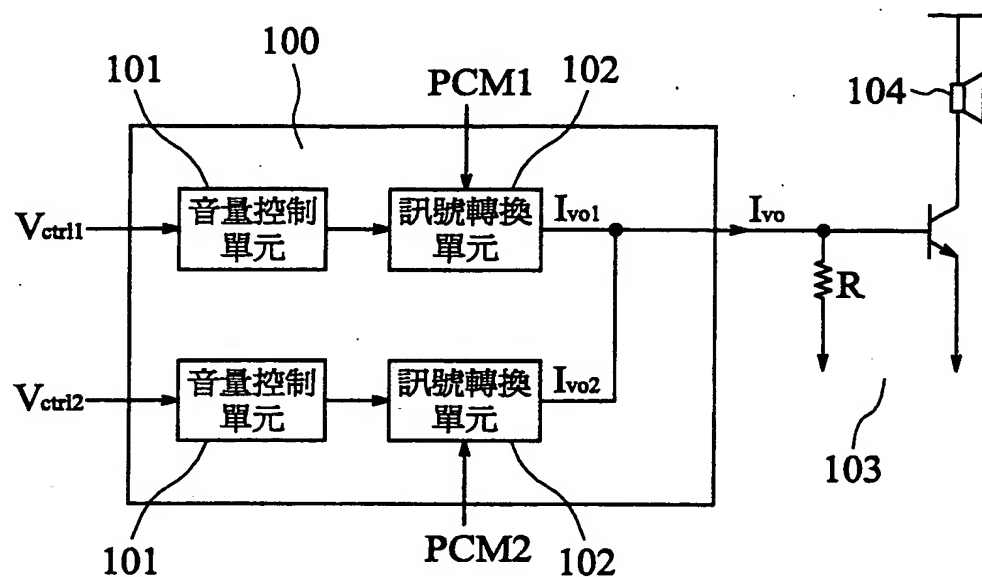 100
101
PCM1
102
104
Vctrl1
音量控制
單元
訊號轉換
單元
Ivo1
Ivo
R
Vctrl2
音量控制
單元
訊號轉換
單元
Ivo2
103
101
PCM2
102